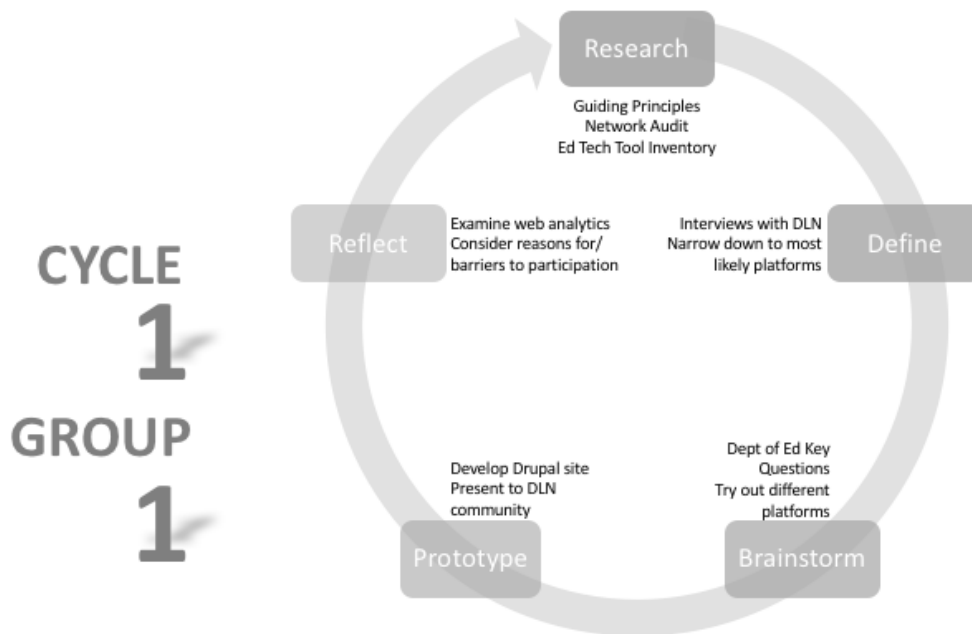 CYCLE
1
GROUP
1
Research
Guiding Principles
Network Audit
Ed Tech Tool Inventory
Define
Interviews with DLN
Narrow down to most
likely platforms
Brainstorm
Dept of Ed Key
Questions
Try out different
platforms
Prototype
Develop Drupal site
Present to DLN
community
Reflect
Examine web analytics
Consider reasons for/
barriers to participation